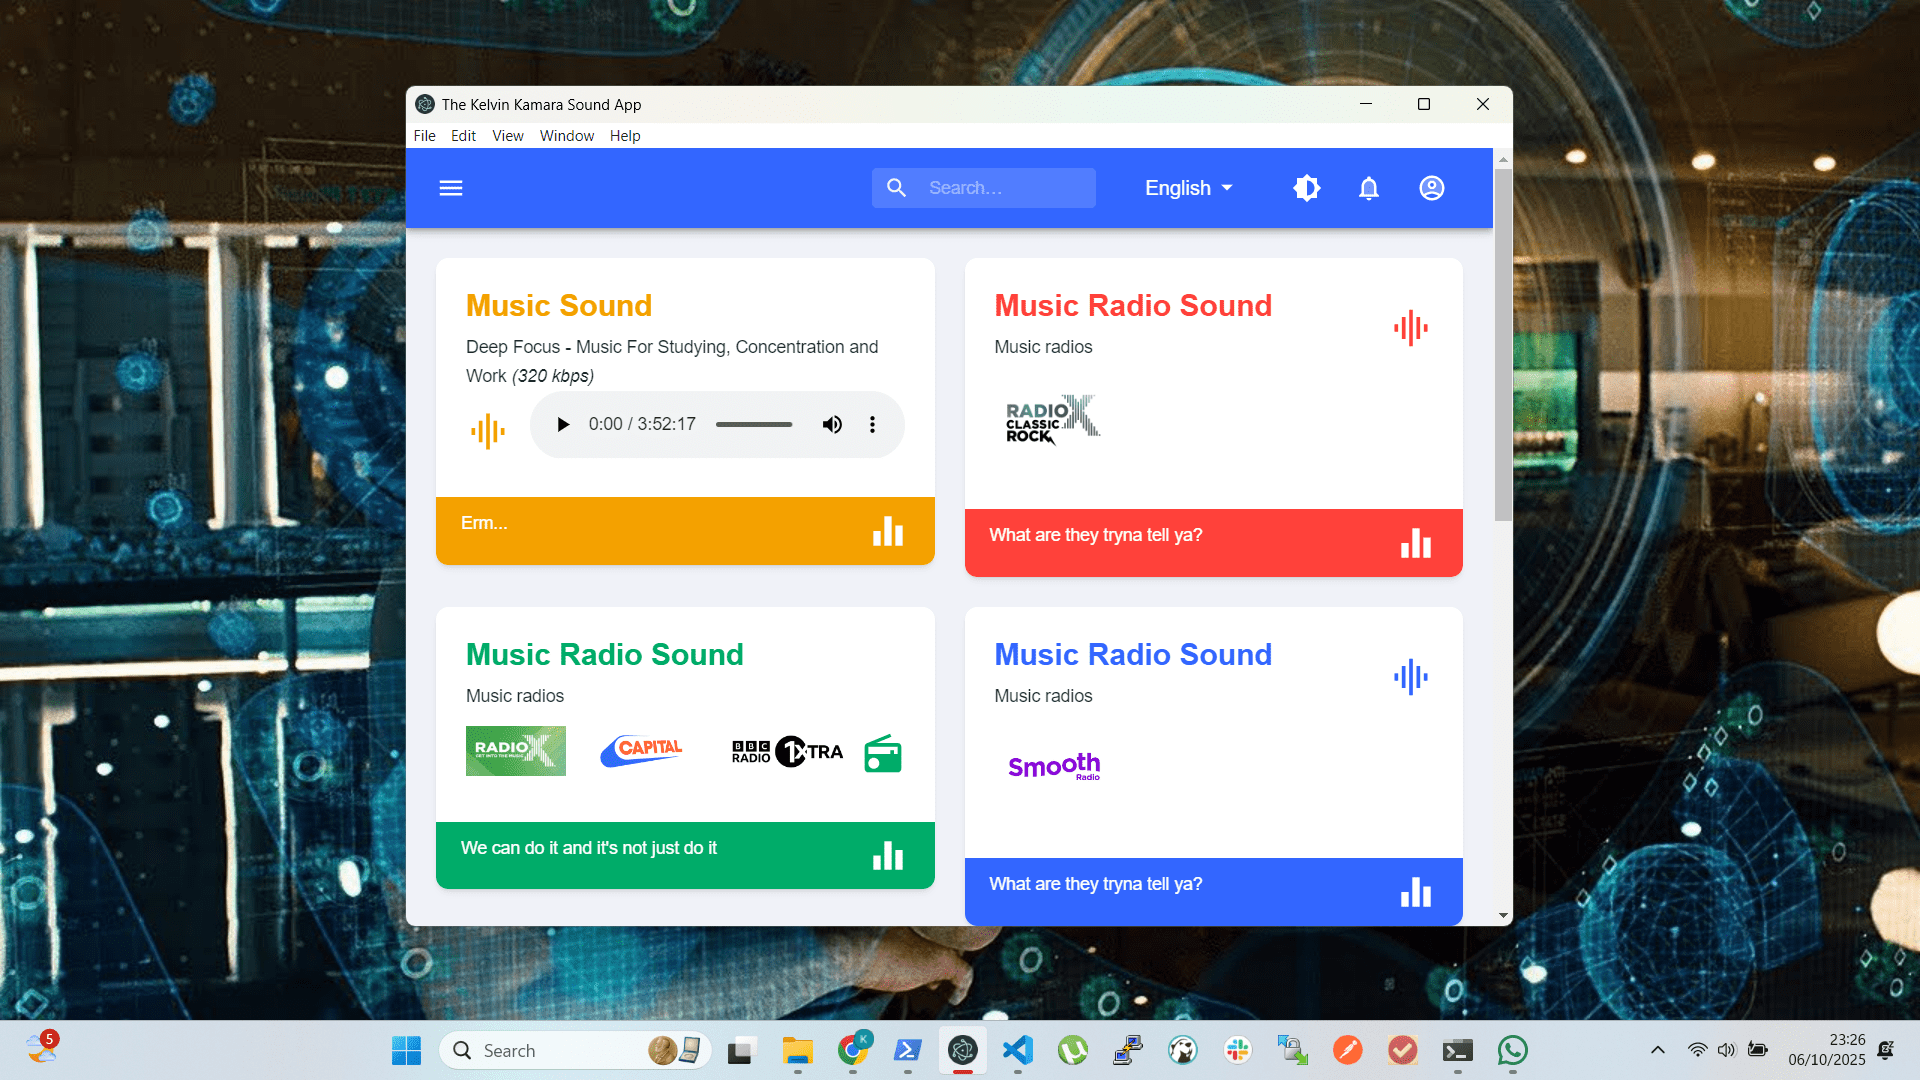 The Kelvin Kamara Sound App
File Edit View Window Help
Search...
English
Music Sound
Deep Focus - Music For Studying, Concentration and
Work (320 kbps)
0:00 / 3:52:17
Erm...
Music Radio Sound
Music radios
RADIO X
CLASSIC
ROCK
What are they tryna tell ya?
Music Radio Sound
Music radios
RADIO X
GET INTO THE MUSIC
CAPITAL
BBC
RADIO 1XTRA
We can do it and it's not just do it
Music Radio Sound
Music radios
Smooth
Radio
What are they tryna tell ya?
5
Search
K
23:26
06/10/2025